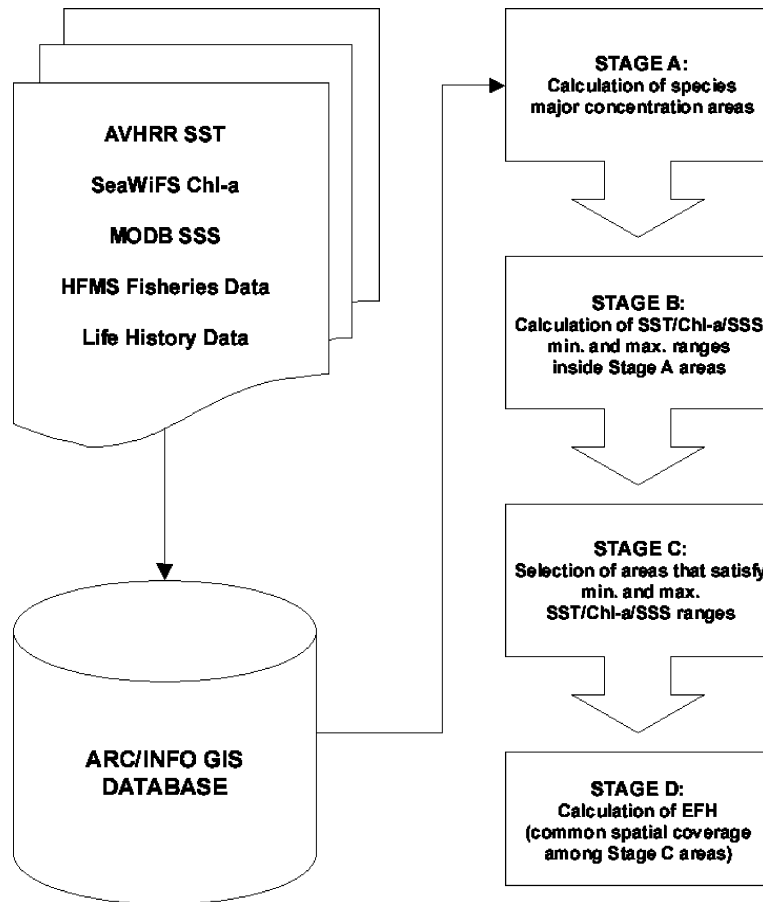 AVHRR SST
SeaWiFS Chl-a
MODB SSS
HFMS Fisheries Data
Life History Data
ARC/INFO GIS
DATABASE
STAGE A:
Calculation of species
major concentration areas
STAGE B:
Calculation of SST/Chl-a/SSS
min. and max. ranges
inside Stage A areas
STAGE C:
Selection of areas that satisfy
min. and max.
SST/Chl-a/SSS ranges
STAGE D:
Calculation of EFH
(common spatial coverage
among Stage C areas)